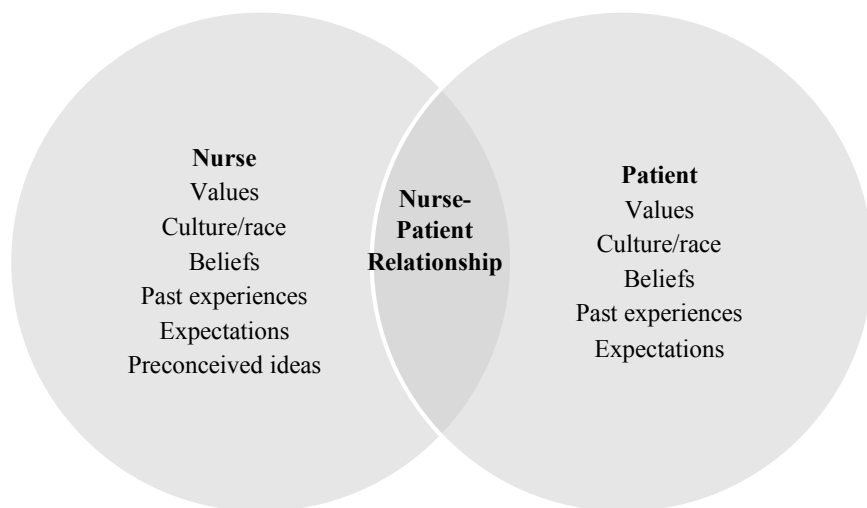 Nurse
Values
Culture/race
Beliefs
Past experiences
Expectations
Preconceived ideas
Nurse-
Patient
Relationship
Patient
Values
Culture/race
Beliefs
Past experiences
Expectations